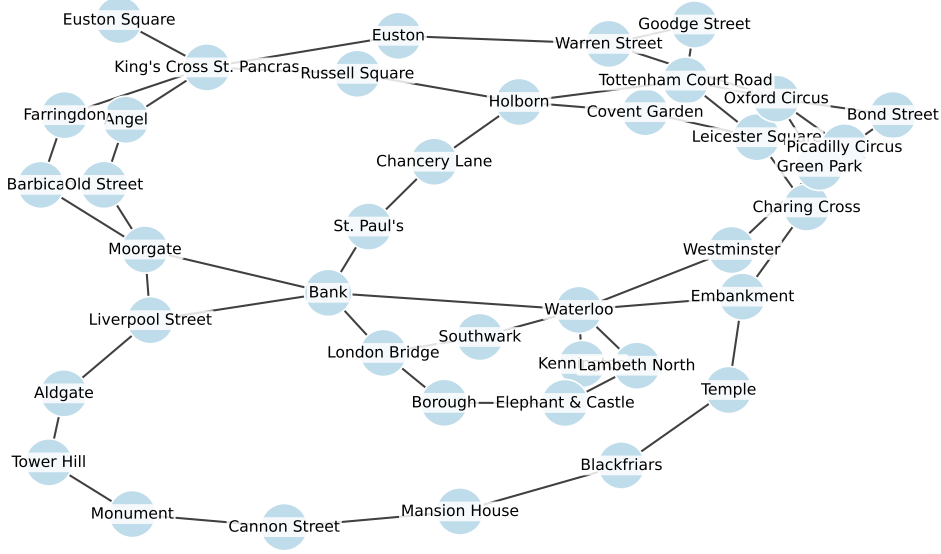 Euston Square
Goodge Street
Euston
Warren Street
King's Cross St. Pancras
Russell Square
Tottenham Court Road
Oxford Circus
Holborn
Covent Garden
Bond Street
Farringdon
Angel
Leicester Square
Picadilly Circus
Chancery Lane
Green Park
Old Street
Charing Cross
St. Paul's
Moorgate
Westminster
Bank
Embankment
Waterloo
Liverpool Street
Southwark
London Bridge
Lambeth North
Aldgate
Temple
Borough
Elephant & Castle
Tower Hill
Blackfriars
Monument
Mansion House
Cannon Street